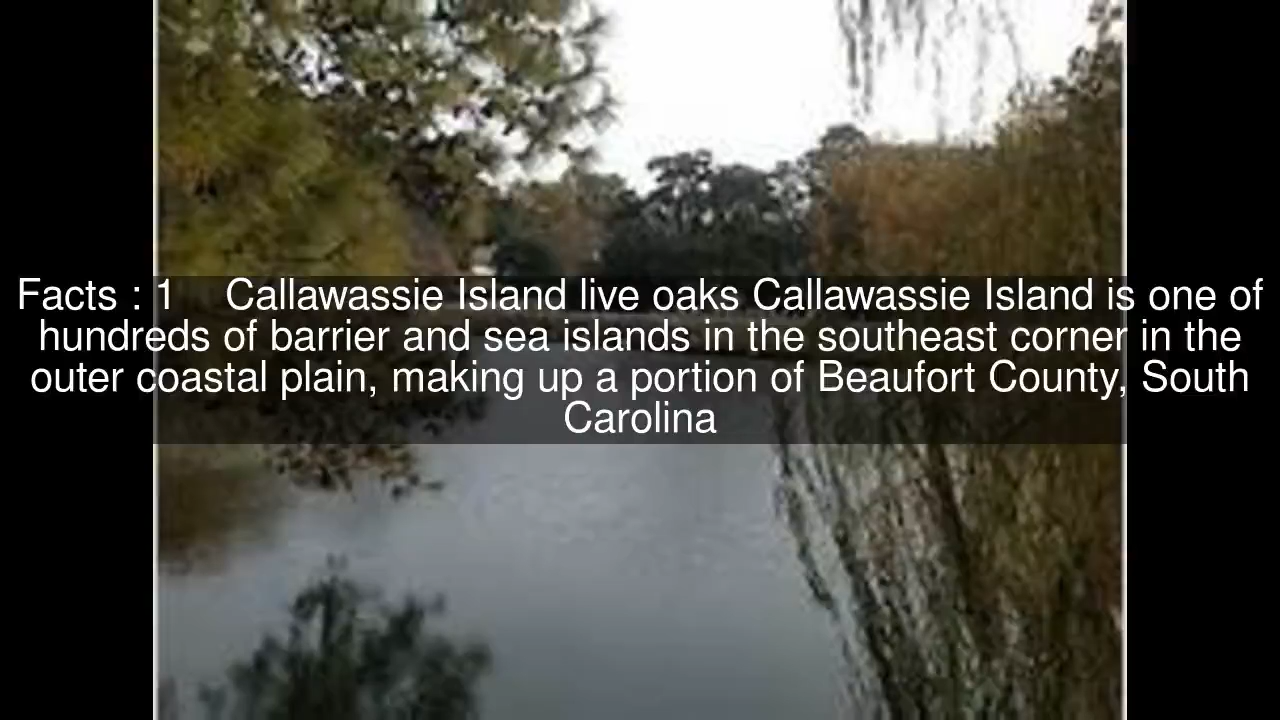 Facts : 1 Callawassie Island live oaks Callawassie Island is one of
hundreds of barrier and sea islands in the southeast corner in the
outer coastal plain, making up a portion of Beaufort County, South
Carolina